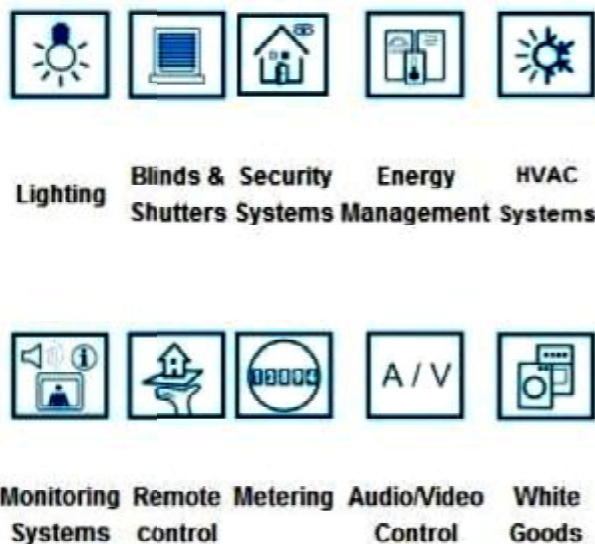 Lighting
Blinds & Shutters
Security Systems
Energy Management
HVAC Systems
A / V
Monitoring Systems
Remote control
Metering
Audio/Video Control
White Goods